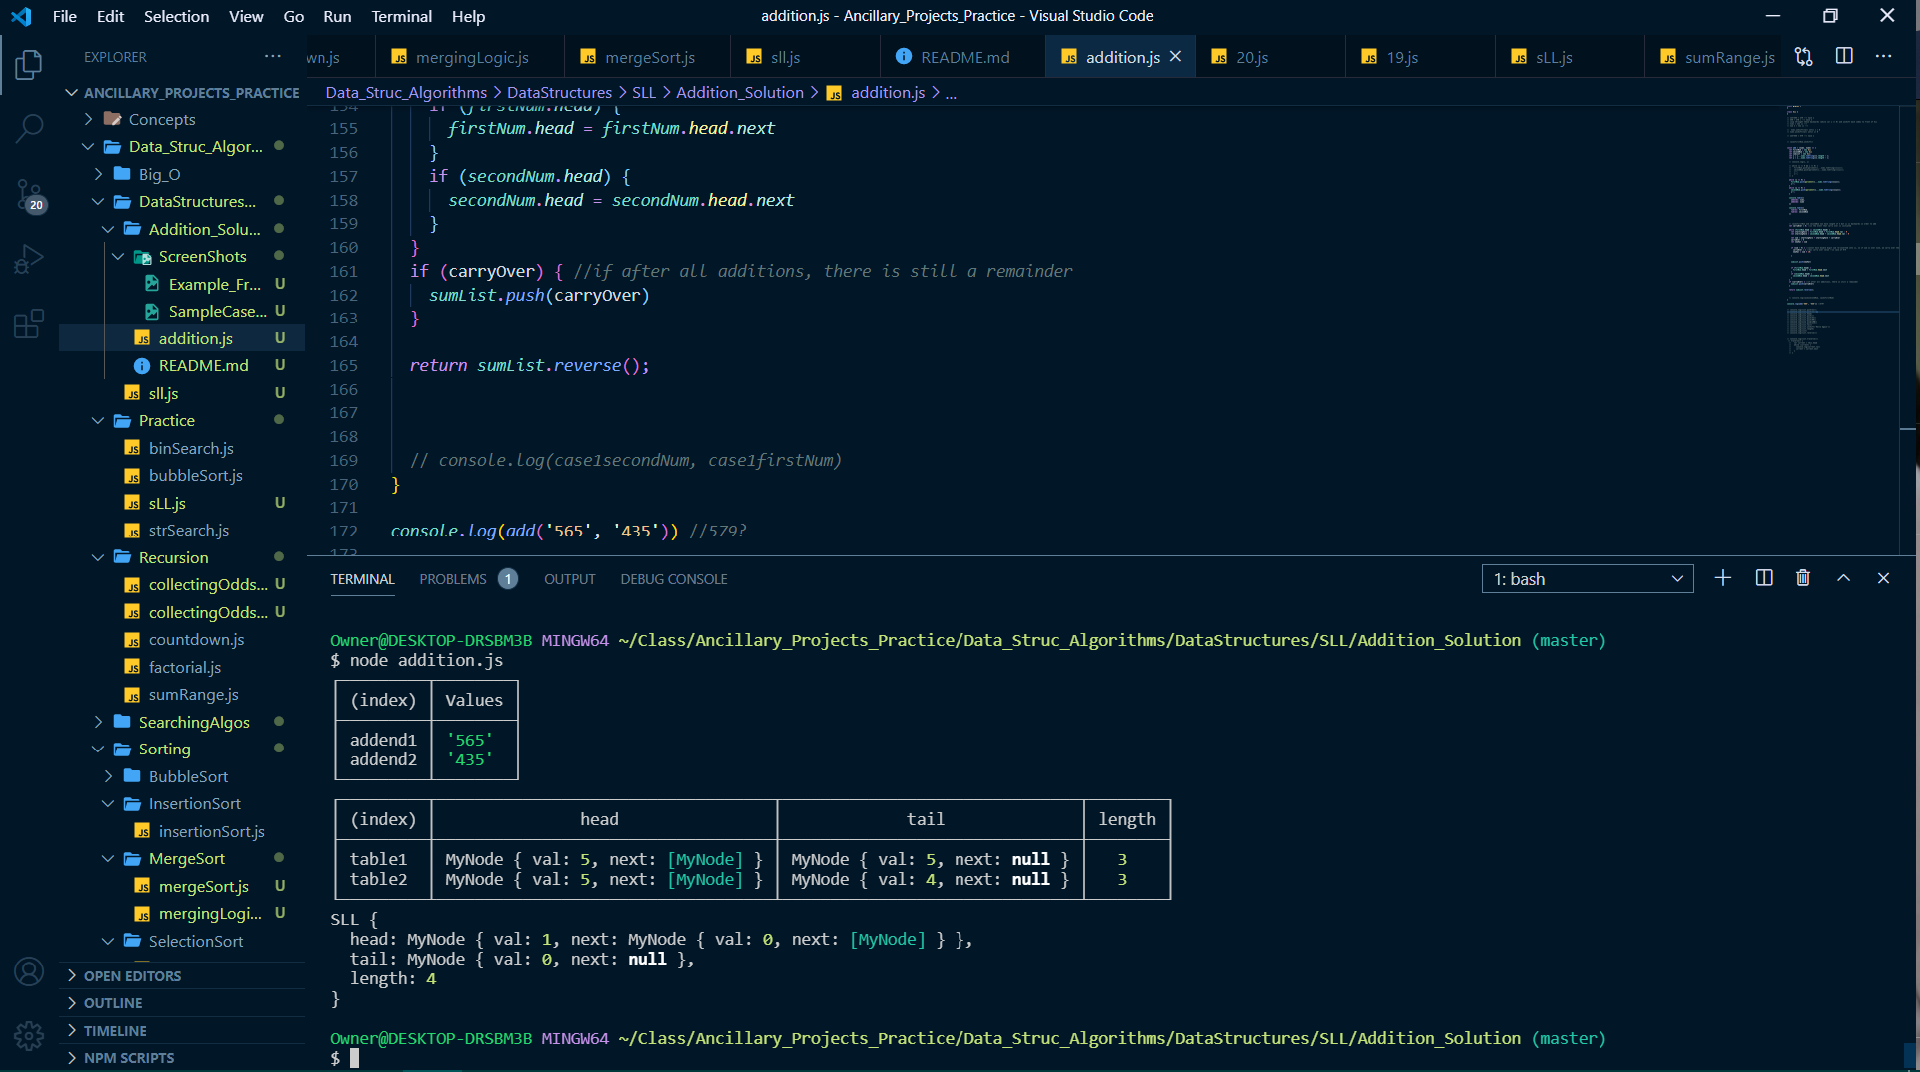 File Edit Selection View Go Run Terminal Help
addition.js - Ancillary_Projects_Practice - Visual Studio Code
EXPLORER
wn.js
mergingLogic.js
mergeSort.js
sll.js
README.md
addition.js
20.js
19.js
sLL.js
sumRange.js
ANCILLARY_PROJECTS_PRACTICE
Concepts
Data_Struc_Algor...
Big_O
DataStructures...
Addition_Solu...
ScreenShots
Example_Fr... U
SampleCase... U
addition.js U
README.md U
sll.js U
Practice
binSearch.js
bubbleSort.js
sLL.js U
strSearch.js
Recursion
collectingOdds... U
collectingOdds... U
countdown.js
factorial.js
sumRange.js
SearchingAlgos
Sorting
BubbleSort
InsertionSort
insertionSort.js
MergeSort
mergeSort.js U
mergingLogi... U
SelectionSort
OPEN EDITORS
OUTLINE
TIMELINE
NPM SCRIPTS
20
Data_Struc_Algorithms > DataStructures > SLL > Addition_Solution > addition.js > ...
154 if (firstNum.head) {
155 firstNum.head = firstNum.head.next
156 }
157 if (secondNum.head) {
158 secondNum.head = secondNum.head.next
159 }
160 }
161 if (carryOver) { //if after all additions, there is still a remainder
162 sumList.push(carryOver)
163 }
164
165 return sumList.reverse();
166
167
168
169 // console.log(case1secondNum, case1firstNum)
170 }
171
172 console.log(add('565', '435')) //579?
173
TERMINAL PROBLEMS 1 OUTPUT DEBUG CONSOLE
1: bash
Owner@DESKTOP-DRSBM3B MINGW64 ~/Class/Ancillary_Projects_Practice/Data_Struc_Algorithms/DataStructures/SLL/Addition_Solution (master)
$ node addition.js
(index) Values
addend1 '565'
addend2 '435'
(index) head tail length
table1 MyNode { val: 5, next: [MyNode] } MyNode { val: 5, next: null } 3
table2 MyNode { val: 5, next: [MyNode] } MyNode { val: 4, next: null } 3
SLL {
head: MyNode { val: 1, next: MyNode { val: 0, next: [MyNode] } },
tail: MyNode { val: 0, next: null },
length: 4
}
Owner@DESKTOP-DRSBM3B MINGW64 ~/Class/Ancillary_Projects_Practice/Data_Struc_Algorithms/DataStructures/SLL/Addition_Solution (master)
$